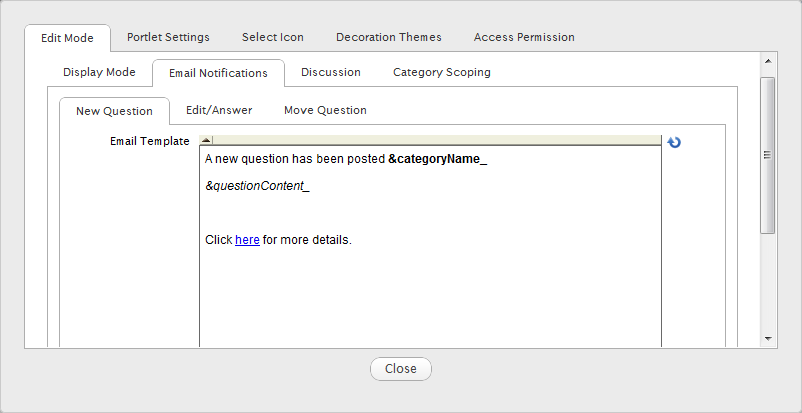 Edit Mode Portlet Settings Select Icon Decoration Themes Access Permission
Display Mode Email Notifications Discussion Category Scoping
New Question Edit/Answer Move Question
Email Template
A new question has been posted &categoryName_
&questionContent_
Click here for more details.
Close